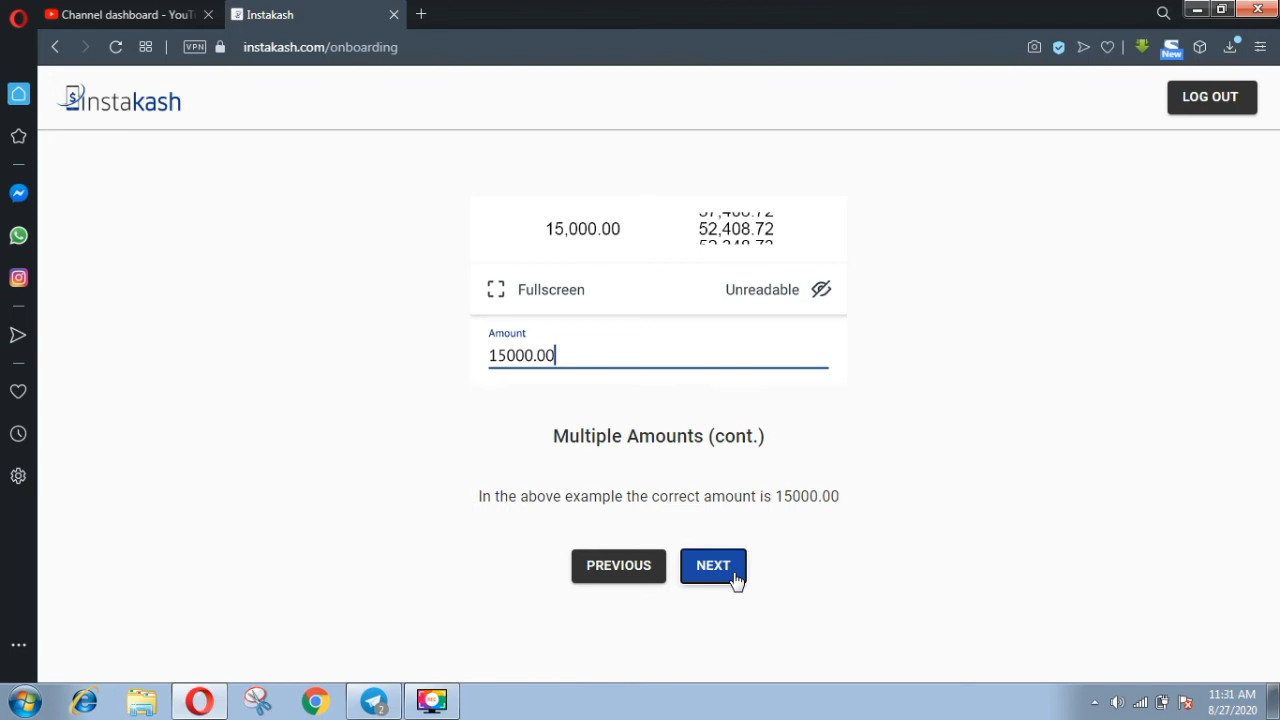 Channel dashboard - YouTu
Instakash
VPN
instakash.com/onboarding
New
Instakash
LOG OUT
15,000.00
52,408.72
Fullscreen
Unreadable
Amount
15000.00
Multiple Amounts (cont.)
In the above example the correct amount is 15000.00
PREVIOUS
NEXT
2
11:31 AM
8/27/2020